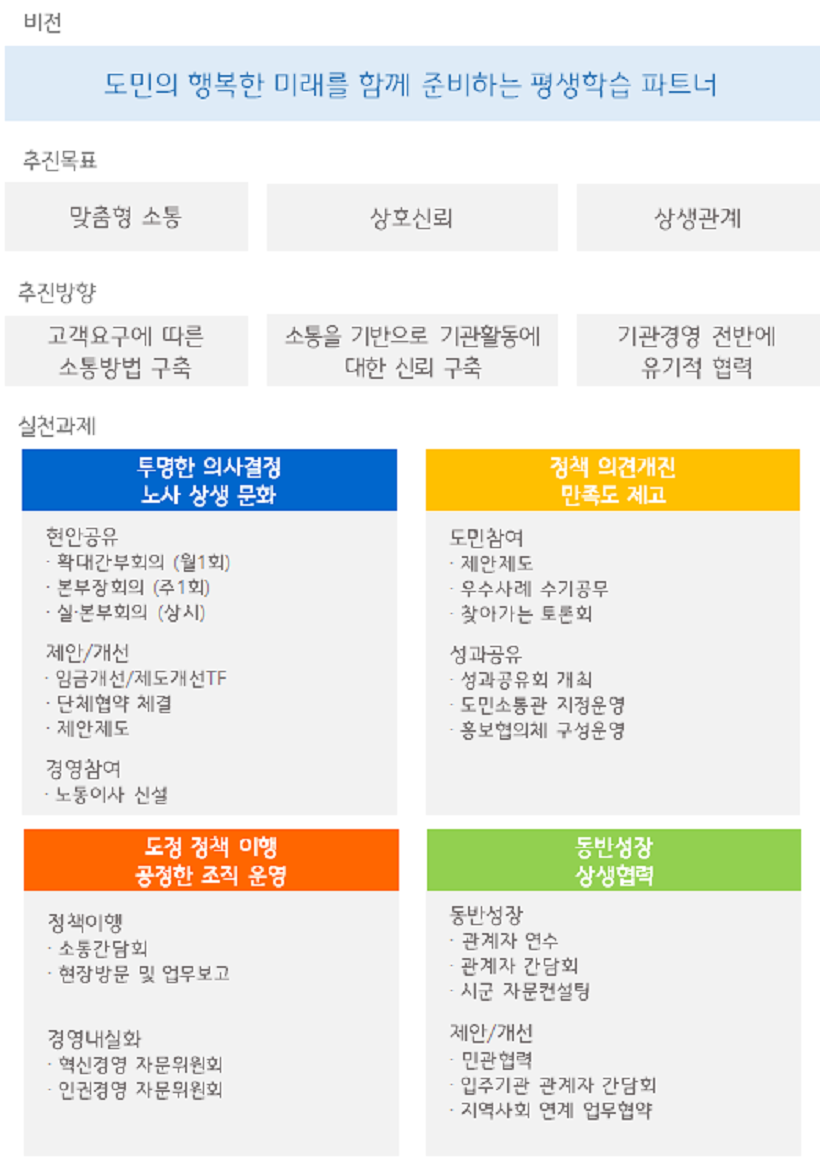 비전
도민의 행복한 미래를 함께 준비하는 평생학습 파트너
추진목표
맞춤형 소통
상호신뢰
상생관계
추진방향
고객요구에 따른
소통방법 구축
소통을 기반으로 기관활동에
대한 신뢰 구축
기관경영 전반에
유기적 협력
실천과제
투명한 의사결정
노사 상생 문화
현안공유
· 확대간부회의 (월1회)
· 본부장회의 (주1회)
· 실·본부회의 (상시)
제안/개선
· 임금개선/제도개선TF
· 단체협약 체결
· 제안제도
경영참여
· 노동이사 신설
정책 의견개진
만족도 제고
도민참여
· 제안제도
· 우수사례 수기공무
· 찾아가는 토론회
성과공유
· 성과공유회 개최
· 도민소통관 지정운영
· 홍보협의체 구성운영
도정 정책 이행
공정한 조직 운영
정책이행
· 소통간담회
· 현장방문 및 업무보고
경영내실화
· 혁신경영 자문위원회
· 인권경영 자문위원회
동반성장
상생협력
동반성장
· 관계자 연수
· 관계자 간담회
· 시군 자문컨설팅
제안/개선
· 민관협력
· 입주기관 관계자 간담회
· 지역사회 연계 업무협약